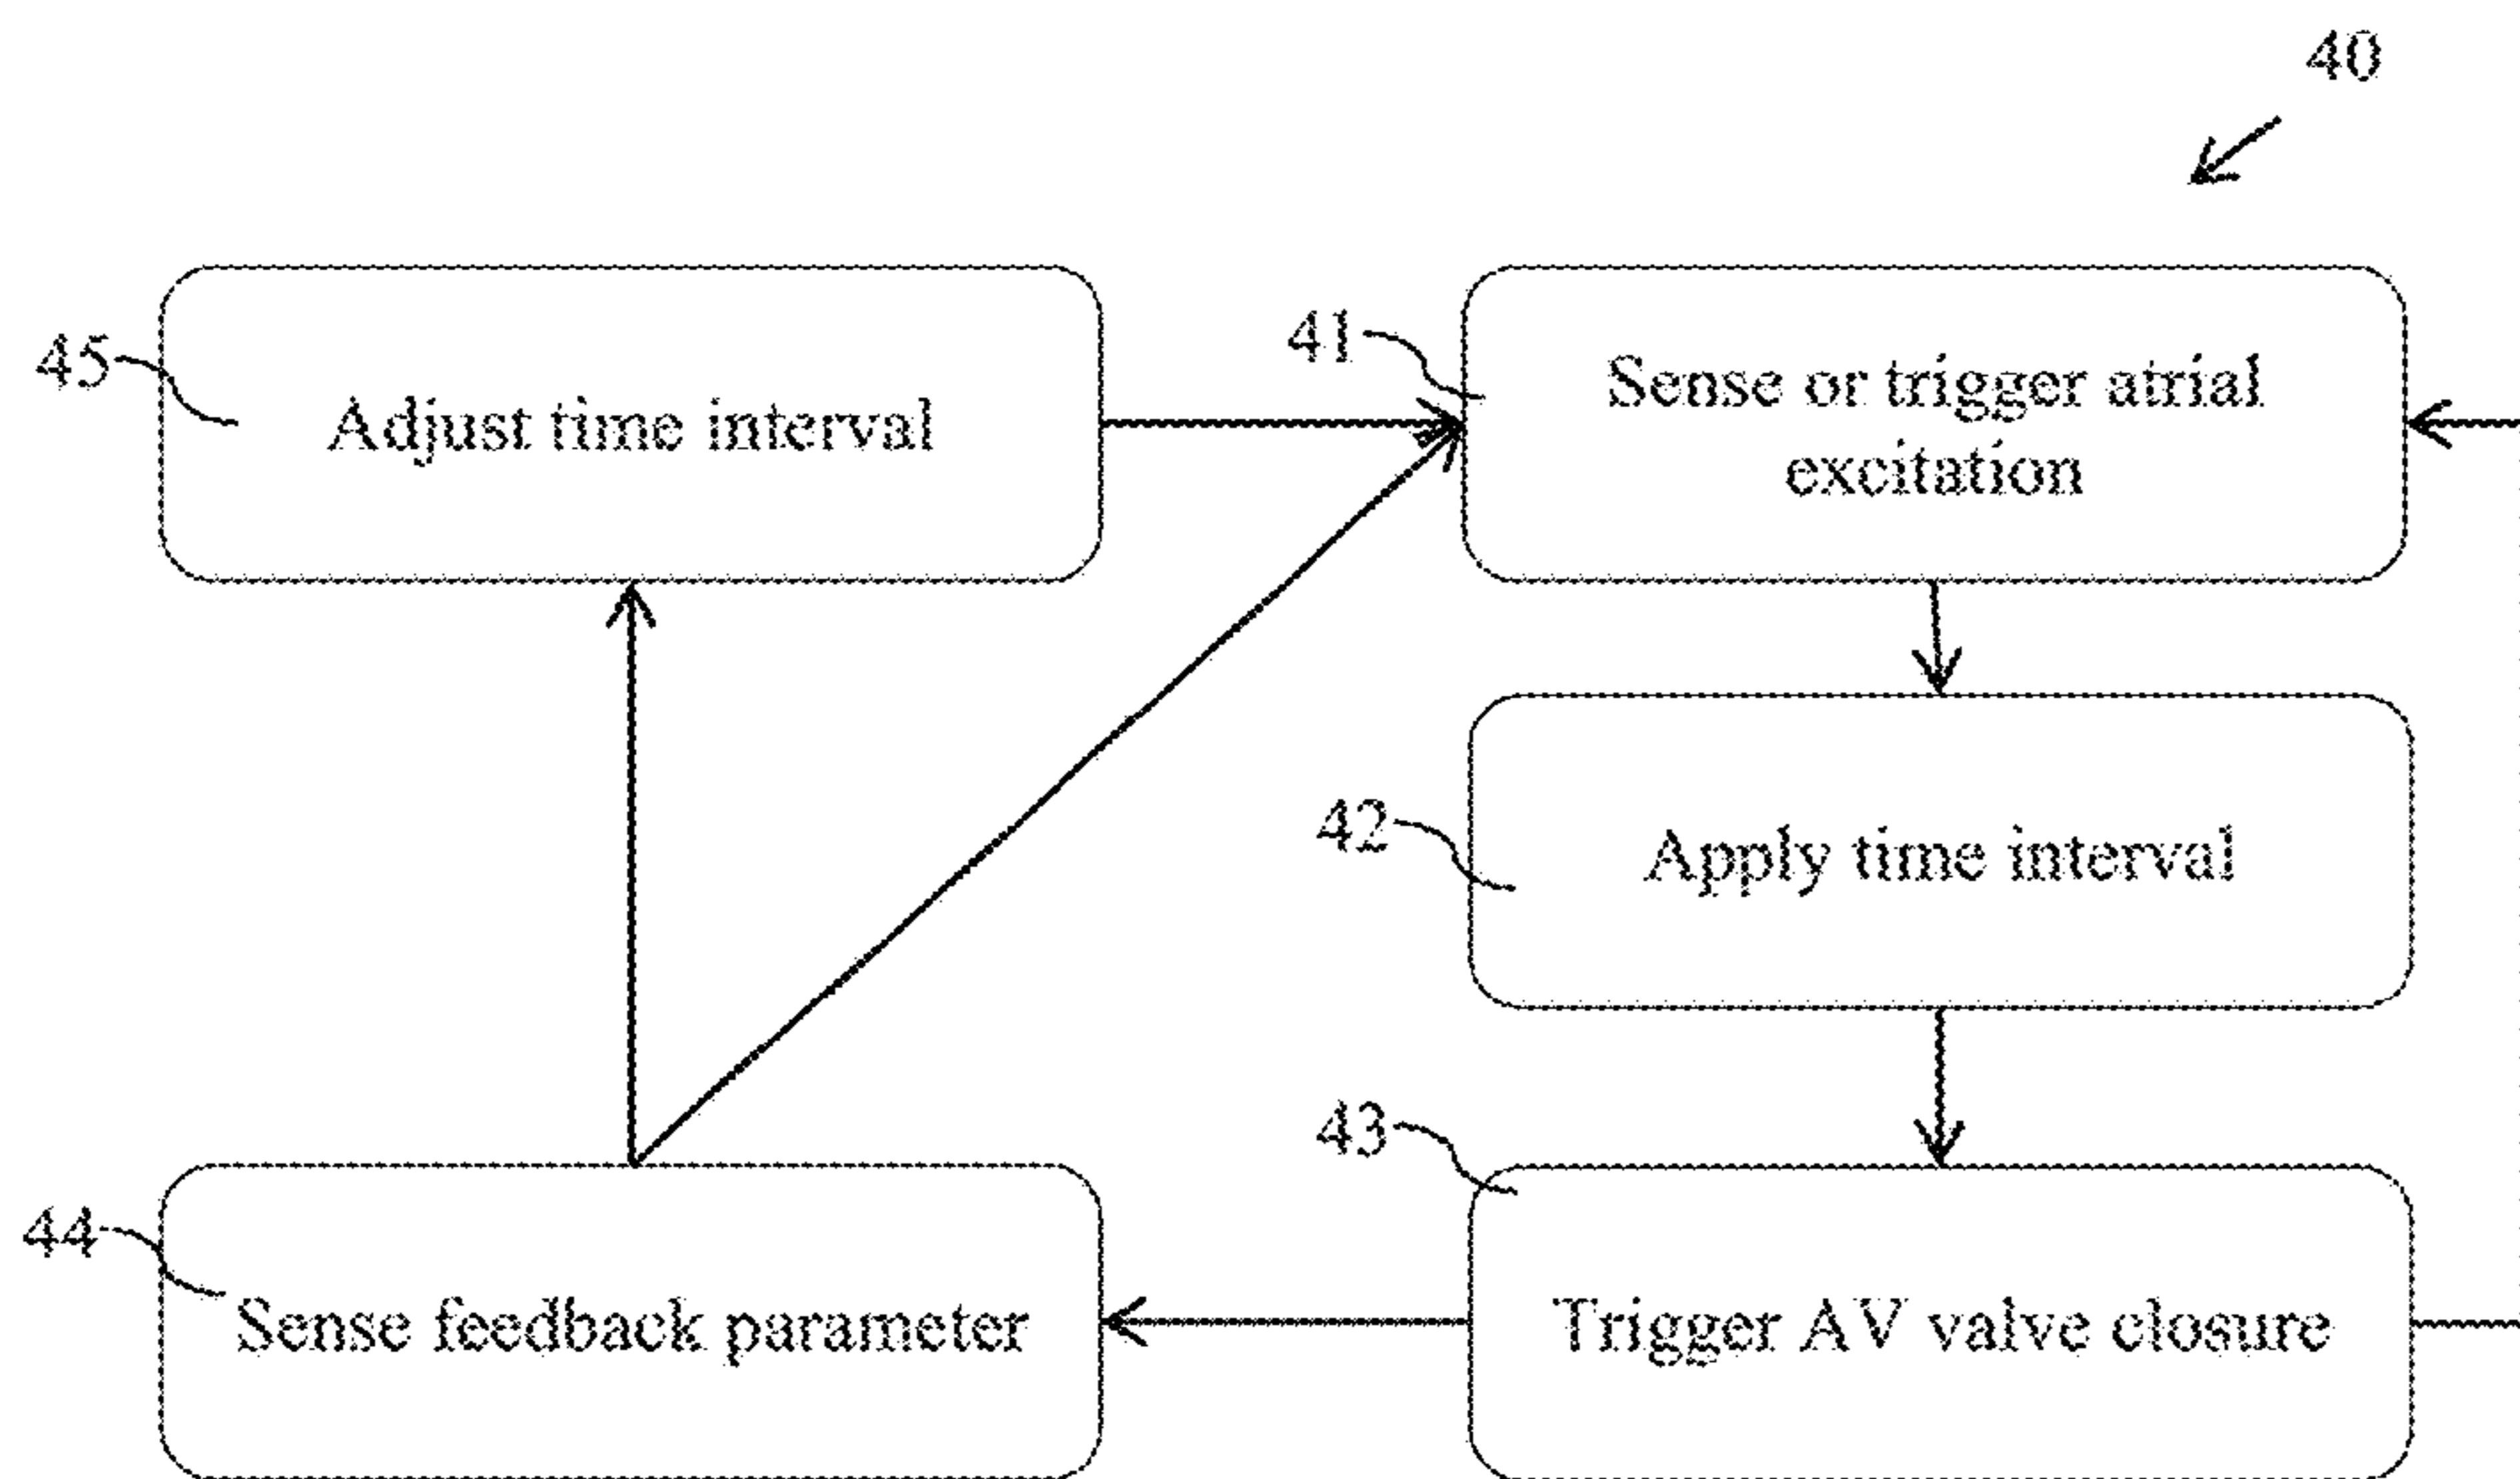 40
45
Adjust time interval
41
Sense or trigger atrial
excitation
42
Apply time interval
43
Trigger AV valve closure
44
Sense feedback parameter